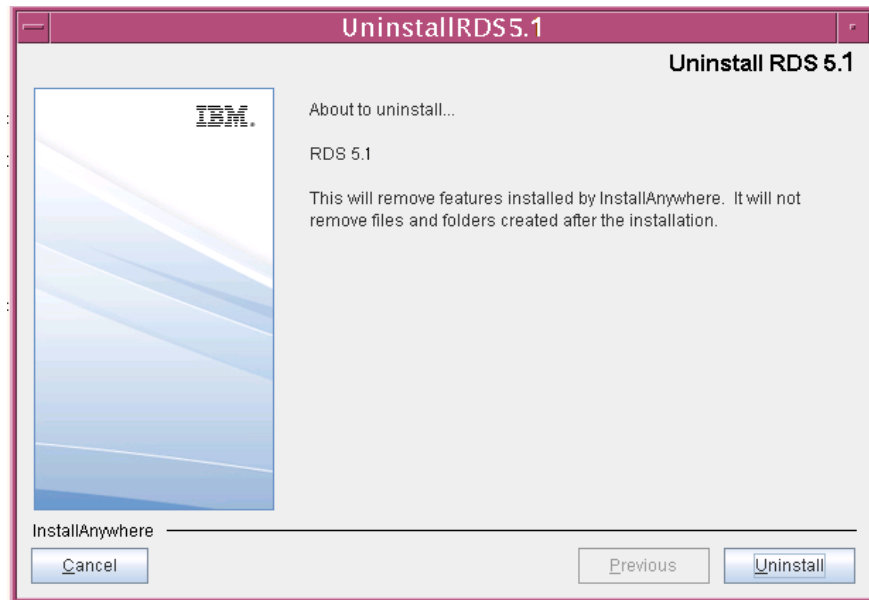 UninstallRDS5.1
Uninstall RDS 5.1
IBM.
About to uninstall...
RDS 5.1
This will remove features installed by InstallAnywhere. It will not
remove files and folders created after the installation.
InstallAnywhere
Cancel
Previous
Uninstall